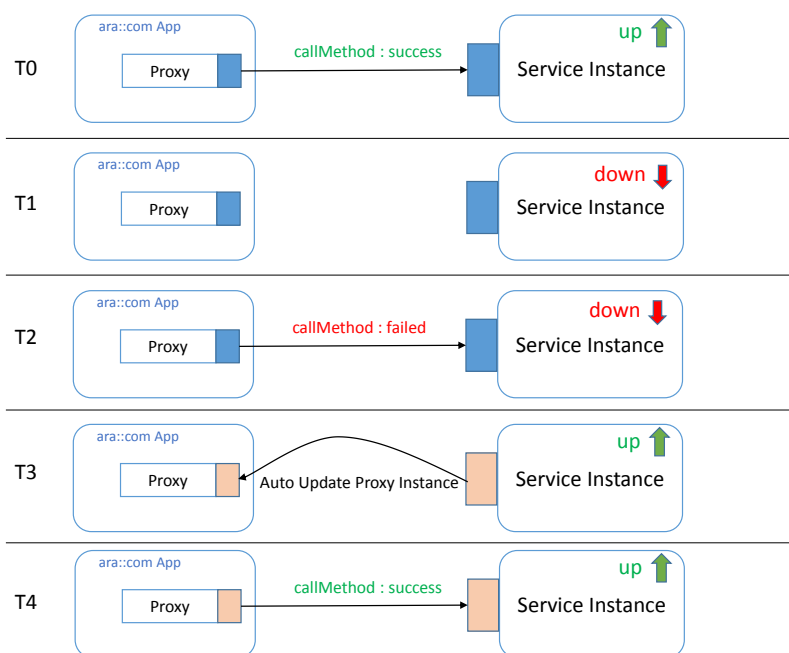 ara::com App
up
T0
Proxy
callMethod : success
Service Instance
ara::com App
down
T1
Proxy
Service Instance
ara::com App
down
T2
Proxy
callMethod : failed
Service Instance
ara::com App
up
T3
Proxy
Auto Update Proxy Instance
Service Instance
ara::com App
up
T4
Proxy
callMethod : success
Service Instance